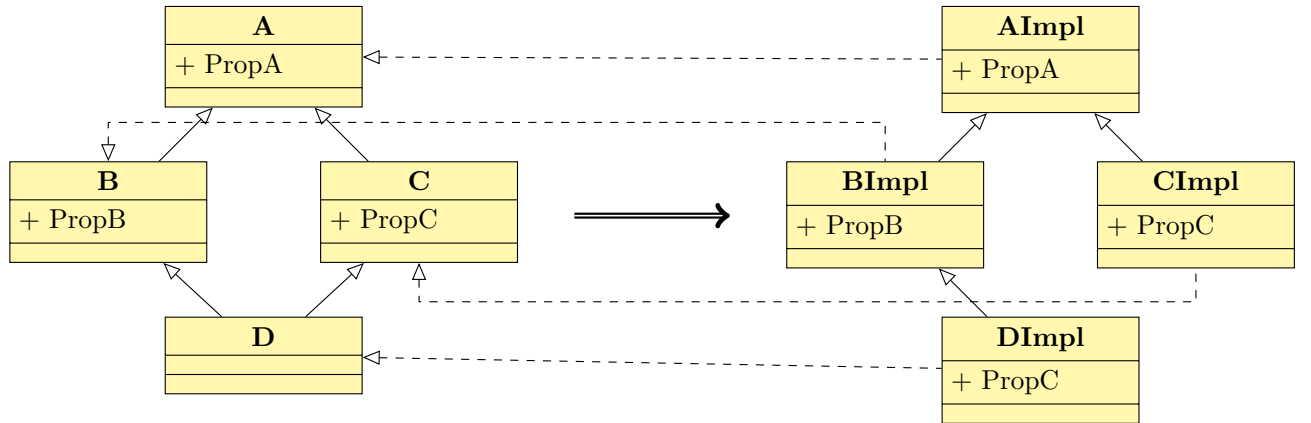 A
+ PropA
AImpl
+ PropA
B
+ PropB
C
+ PropC
BImpl
+ PropB
CImpl
+ PropC
D
DImpl
+ PropC